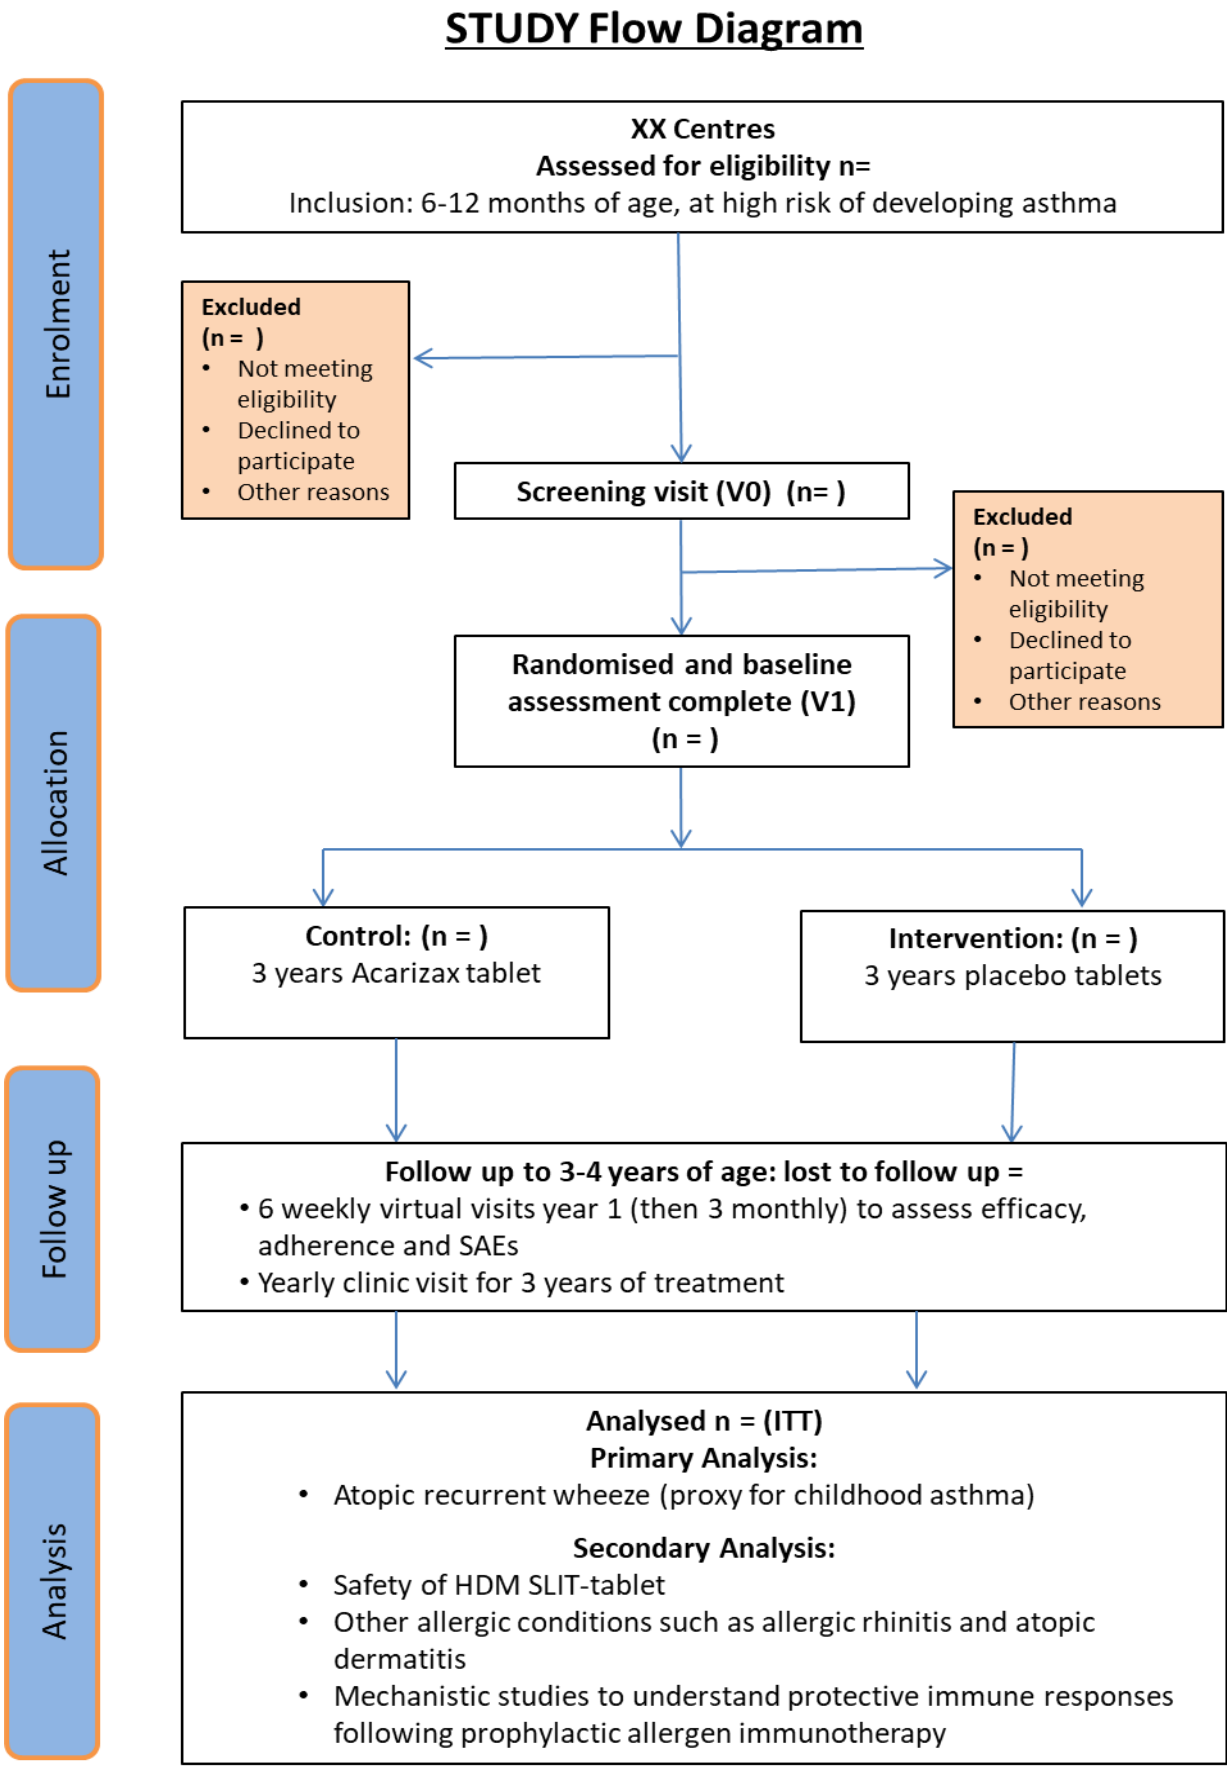 STUDY Flow Diagram
Enrolment
XX Centres
Assessed for eligibility n=
Inclusion: 6-12 months of age, at high risk of developing asthma
Excluded
(n =  )
• Not meeting
eligibility
• Declined to
participate
• Other reasons
Screening visit (V0)  (n= )
Excluded
(n = )
• Not meeting
eligibility
• Declined to
participate
• Other reasons
Allocation
Randomised and baseline
assessment complete (V1)
(n = )
Control: (n = )
3 years Acarizax tablet
Intervention: (n = )
3 years placebo tablets
Follow up
Follow up to 3-4 years of age: lost to follow up =
• 6 weekly virtual visits year 1 (then 3 monthly) to assess efficacy,
adherence and SAEs
• Yearly clinic visit for 3 years of treatment
Analysis
Analysed n = (ITT)
Primary Analysis:
• Atopic recurrent wheeze (proxy for childhood asthma)
Secondary Analysis:
• Safety of HDM SLIT-tablet
• Other allergic conditions such as allergic rhinitis and atopic
dermatitis
• Mechanistic studies to understand protective immune responses
following prophylactic allergen immunotherapy